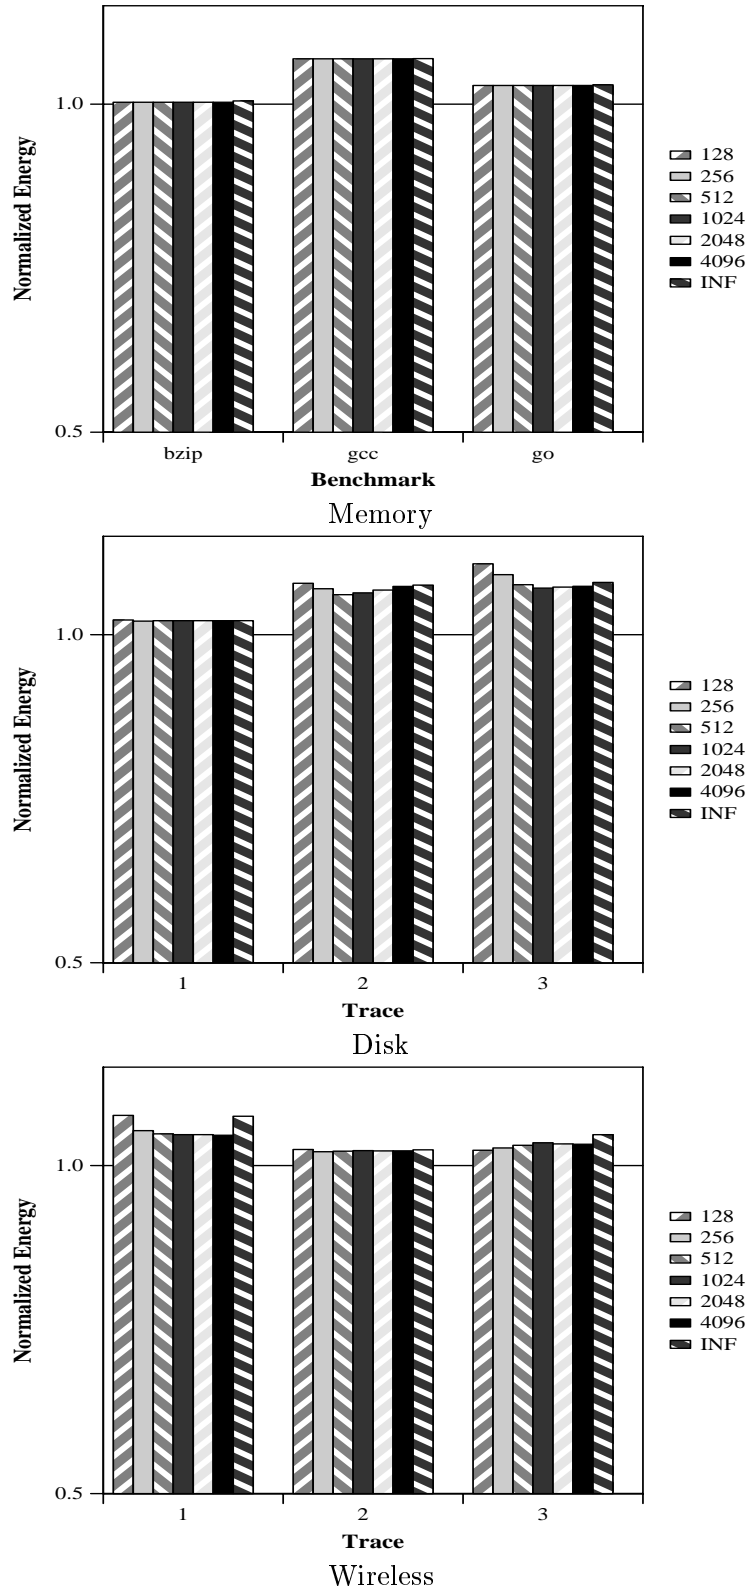 1.0
Normalized Energy
0.5
128
256
512
1024
2048
4096
INF
bzip
gcc
go
Benchmark
Memory
1.0
Normalized Energy
0.5
128
256
512
1024
2048
4096
INF
1
2
3
Trace
Disk
1.0
Normalized Energy
0.5
128
256
512
1024
2048
4096
INF
1
2
3
Trace
Wireless